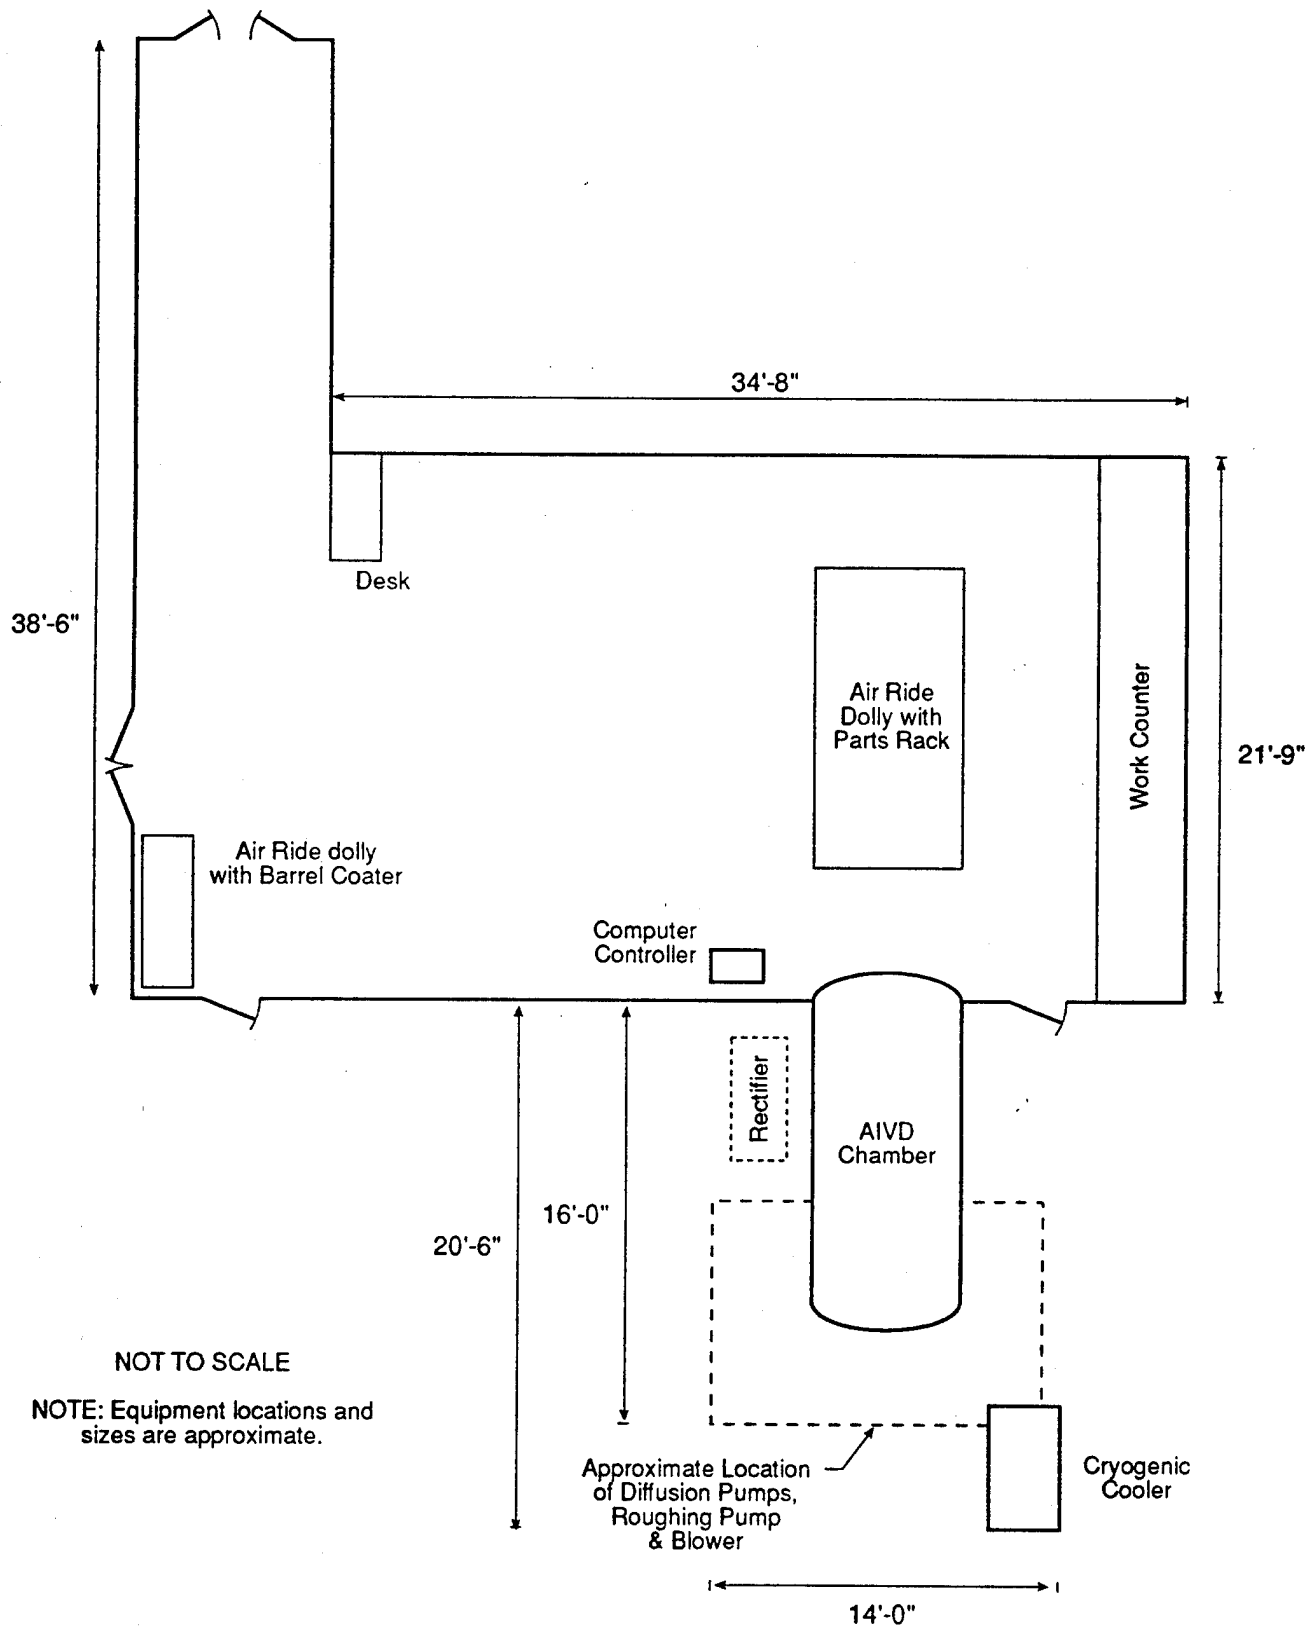 34'-8"
Desk
38'-6"
Air Ride
Dolly with
Parts Rack
Work Counter
21'-9"
Air Ride dolly
with Barrel Coater
Computer
Controller
Rectifier
AIVD
Chamber
16'-0"
20'-6"
NOT TO SCALE
NOTE: Equipment locations and
sizes are approximate.
Approximate Location
of Diffusion Pumps,
Roughing Pump
& Blower
Cryogenic
Cooler
14'-0"